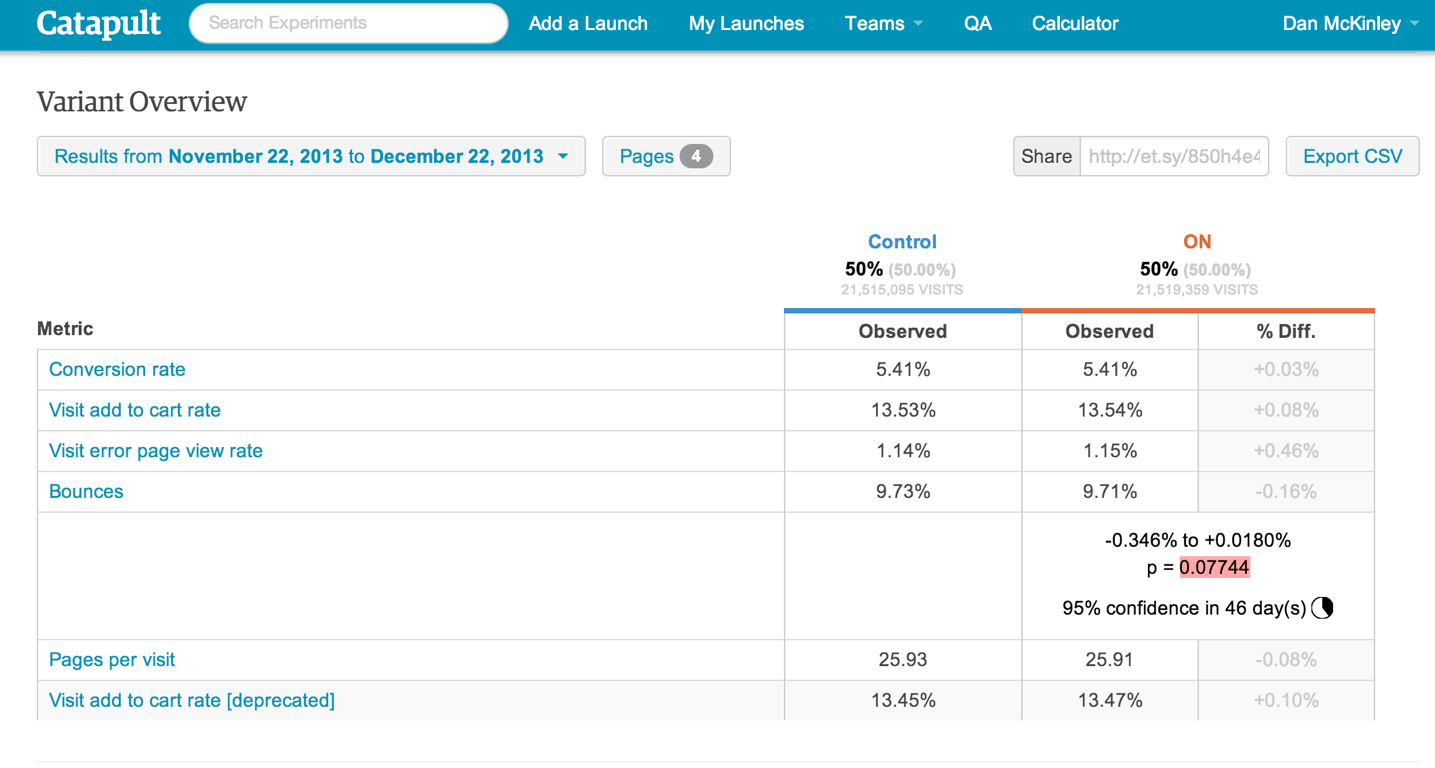 Catapult Search Experiments Add a Launch My Launches Teams QA Calculator Dan McKinley
Variant Overview
Results from November 22, 2013 to December 22, 2013 Pages 4 Share http://et.sy/850h4e4 Export CSV
Control ON
50% (50.00%) 50% (50.00%)
21,515,095 VISITS 21,519,359 VISITS
Metric Observed Observed % Diff.
Conversion rate 5.41% 5.41% +0.03%
Visit add to cart rate 13.53% 13.54% +0.08%
Visit error page view rate 1.14% 1.15% +0.46%
Bounces 9.73% 9.71% -0.16%
-0.346% to +0.0180%
p = 0.07744
95% confidence in 46 day(s)
Pages per visit 25.93 25.91 -0.08%
Visit add to cart rate [deprecated] 13.45% 13.47% +0.10%